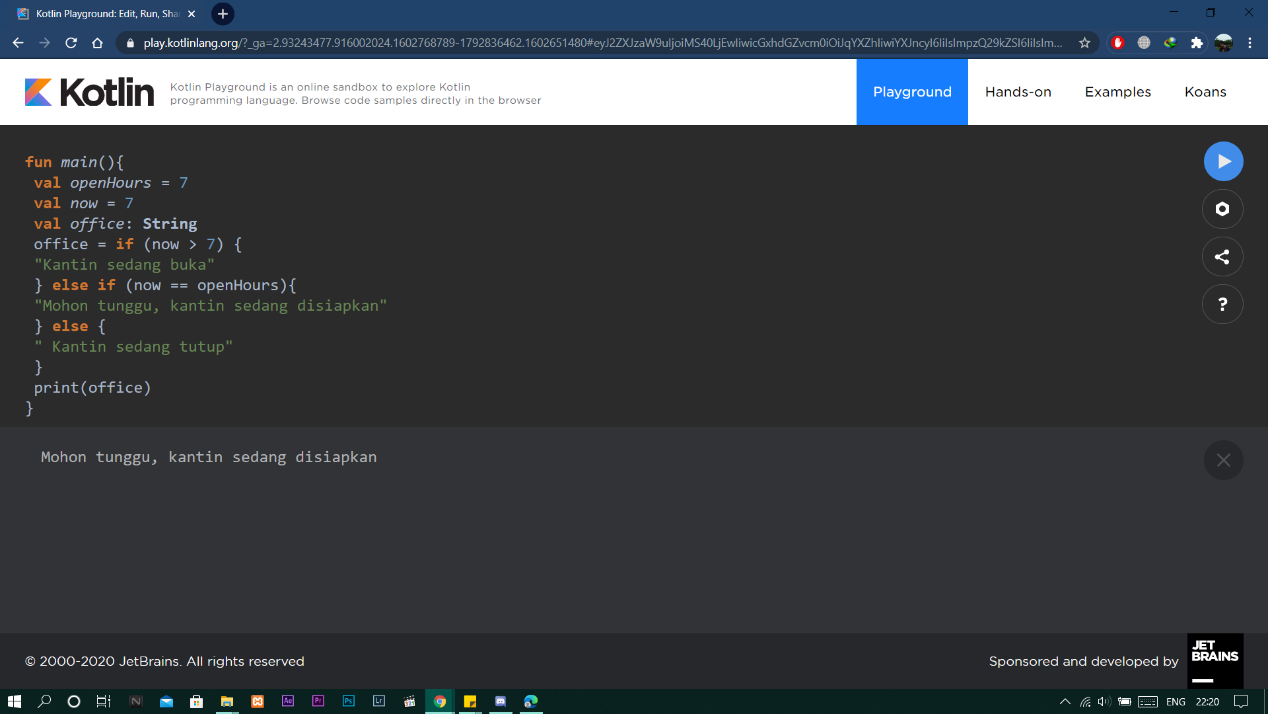 Kotlin Playground: Edit, Run, Sha
play.kotlinlang.org/?_ga=2.93243477.916002024.1602768789-1792836462.1602651480#eyJ2ZXJzaW9uIjoiMS40LjEwIiwicGxhdGZvcm0iOiJqYXZhIiwiYXJncyI6IiIsImpzQ29kZSI6IiIsIm...
Kotlin
Kotlin Playground is an online sandbox to explore Kotlin
programming language. Browse code samples directly in the browser
Playground
Hands-on
Examples
Koans
fun main(){
val openHours = 7
val now = 7
val office: String
office = if (now > 7) {
"Kantin sedang buka"
} else if (now == openHours){
"Mohon tunggu, kantin sedang disiapkan"
} else {
" Kantin sedang tutup"
}
print(office)
}
?
Mohon tunggu, kantin sedang disiapkan
© 2000-2020 JetBrains. All rights reserved
Sponsored and developed by
JET
BRAINS
N
Ae
Pr
Ps
Lr
ENG
22:20